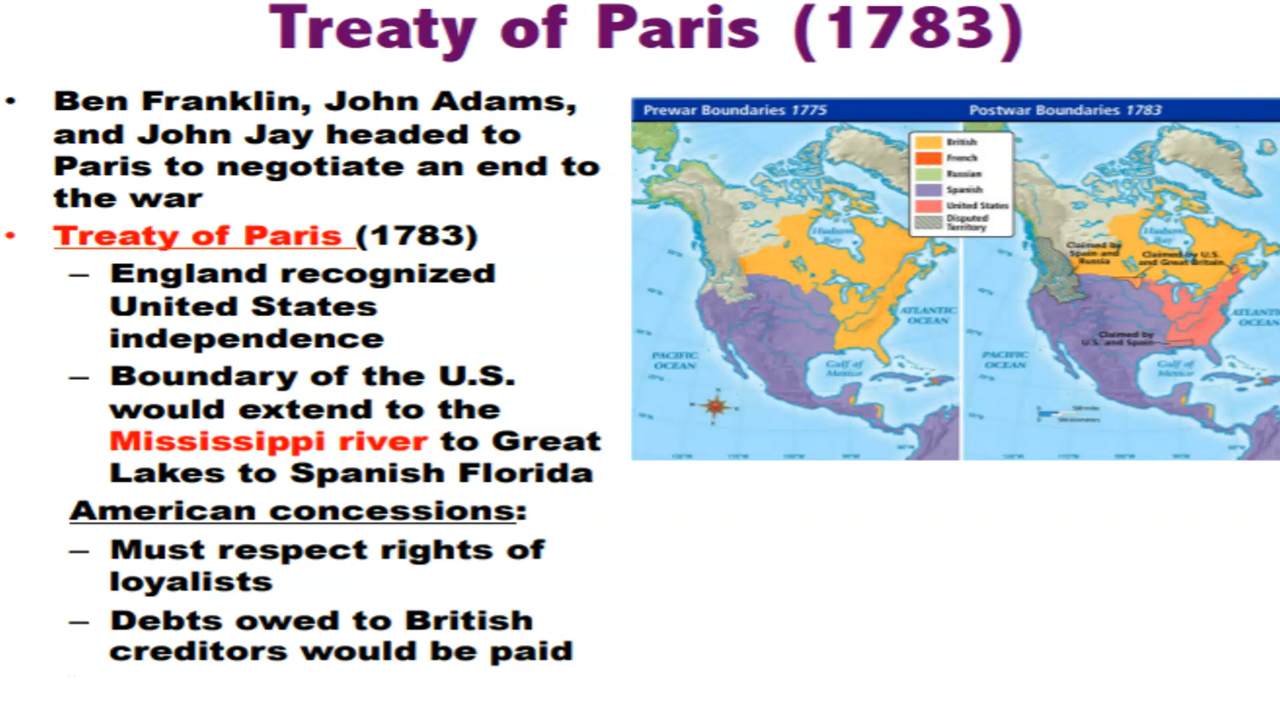 Treaty of Paris (1783)
• Ben Franklin, John Adams,
and John Jay headed to
Paris to negotiate an end to
the war
• Treaty of Paris (1783)
– England recognized
United States
independence
– Boundary of the U.S.
would extend to the
Mississippi river to Great
Lakes to Spanish Florida
American concessions:
– Must respect rights of
loyalists
– Debts owed to British
creditors would be paid
Prewar Boundaries 1775
Postwar Boundaries 1783
British
French
Russian
Spanish
United States
Disputed
Territory
Hudson
Bay
ATLANTIC
OCEAN
PACIFIC
OCEAN
Gulf of
Mexico
Hudson
Bay
Claimed by
Spain and
Russia
Claimed by U.S.
and Great Britain
Claimed by
U.S. and Spain
ATLANTIC
OCEAN
PACIFIC
OCEAN
Gulf of
Mexico